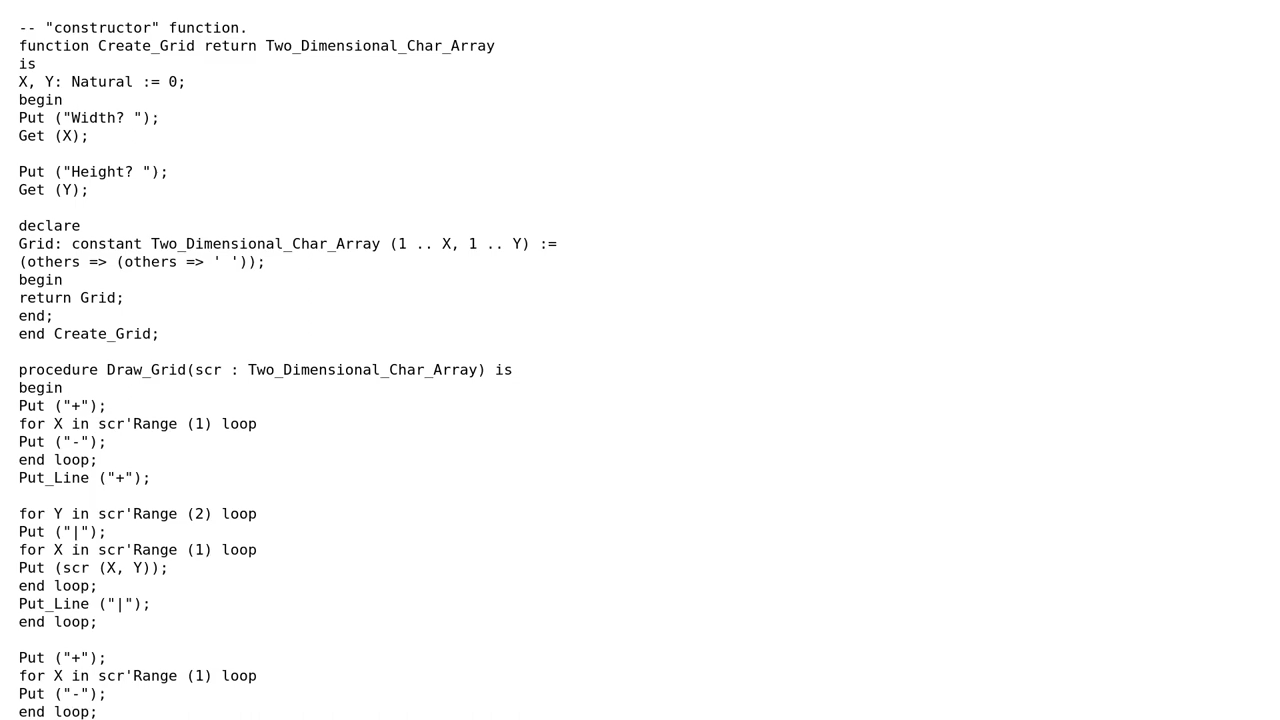 -- "constructor" function.
function Create_Grid return Two_Dimensional_Char_Array
is
X, Y: Natural := 0;
begin
Put ("Width? ");
Get (X);

Put ("Height? ");
Get (Y);

declare
Grid: constant Two_Dimensional_Char_Array (1 .. X, 1 .. Y) :=
(others => (others => ' '));
begin
return Grid;
end;
end Create_Grid;

procedure Draw_Grid(scr : Two_Dimensional_Char_Array) is
begin
Put ("+");
for X in scr'Range (1) loop
Put ("-");
end loop;
Put_Line ("+");

for Y in scr'Range (2) loop
Put ("|");
for X in scr'Range (1) loop
Put (scr (X, Y));
end loop;
Put_Line ("|");
end loop;

Put ("+");
for X in scr'Range (1) loop
Put ("-");
end loop;